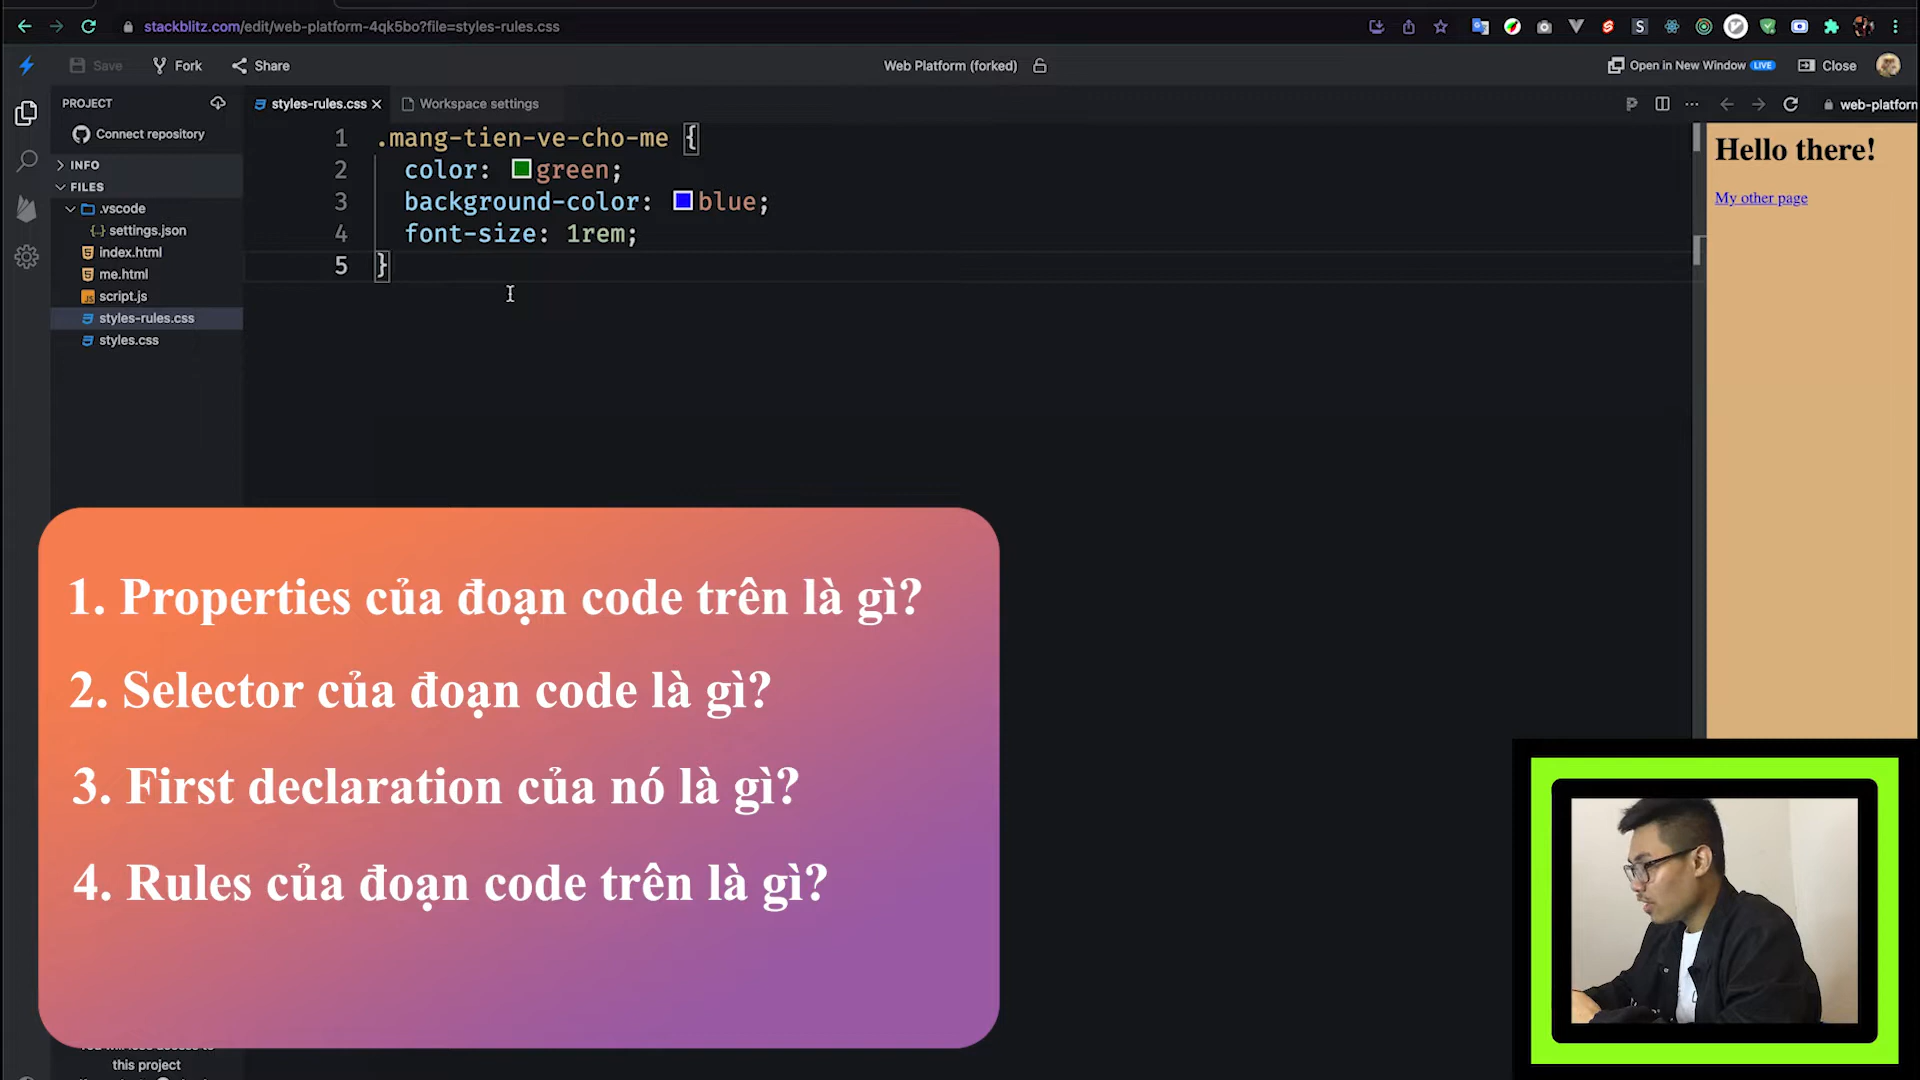 stackblitz.com/edit/web-platform-4qk5bo?file=styles-rules.css
Save
Fork
Share
Web Platform (forked)
Open in New Window LIVE
Close
PROJECT
Connect repository
INFO
FILES
.vscode
settings.json
index.html
me.html
script.js
styles-rules.css
styles.css
styles-rules.css
Workspace settings
1 .mang-tien-ve-cho-me {
2 color: green;
3 background-color: blue;
4 font-size: 1rem;
5 }
web-platforn
Hello there!
My other page
1. Properties của đoạn code trên là gì?
2. Selector của đoạn code là gì?
3. First declaration của nó là gì?
4. Rules của đoạn code trên là gì?
this project